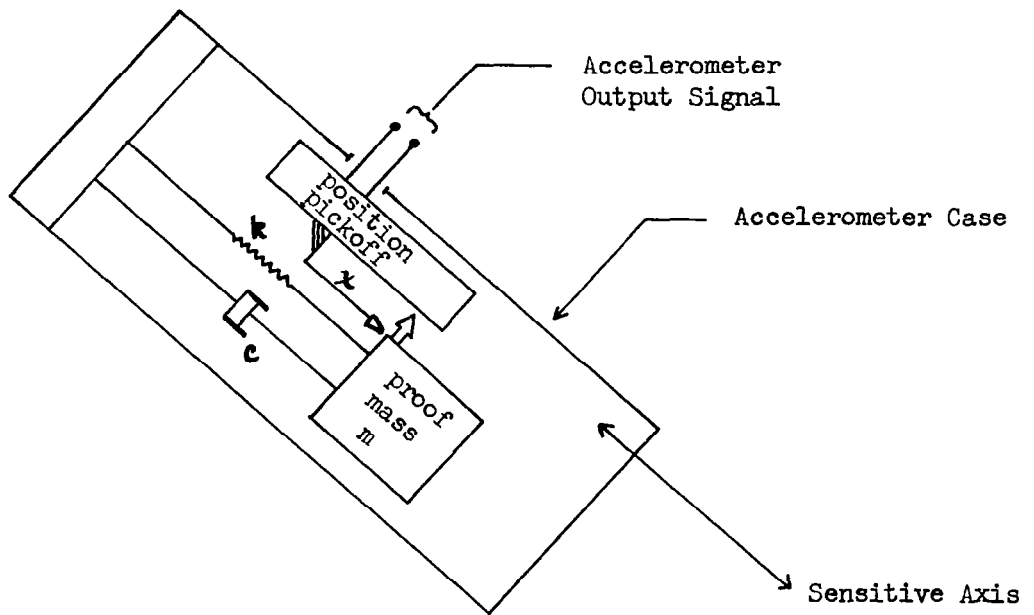 Accelerometer
Output Signal
position
pickoff
Accelerometer Case
k
x
c
proof
mass
m
Sensitive Axis